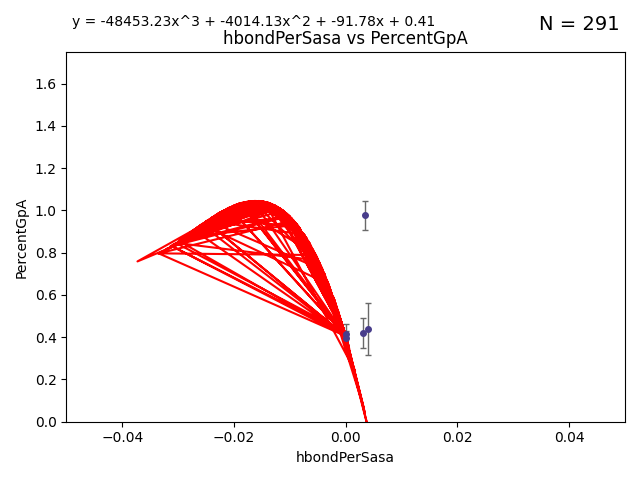 y = -48453.23x^3 + -4014.13x^2 + -91.78x + 0.41
N = 291
hbondPerSasa vs PercentGpA
1.6
1.4
1.2
1.0
0.8
0.6
0.4
0.2
0.0
PercentGpA
−0.04 −0.02 0.00 0.02 0.04
hbondPerSasa